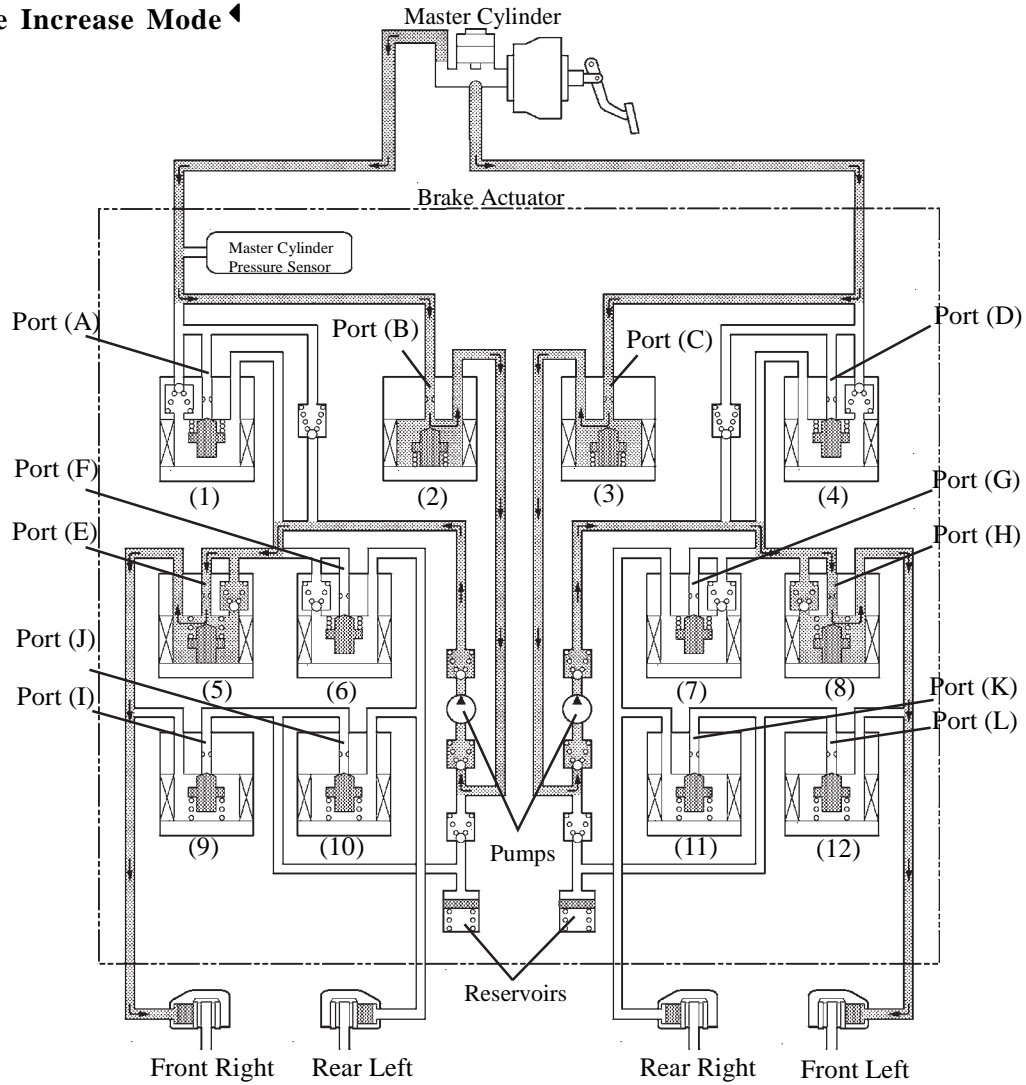 e Increase Mode
Master Cylinder
Brake Actuator
Master Cylinder
Pressure Sensor
Port (A)
Port (B)
Port (C)
Port (D)
(1)
(2)
(3)
(4)
Port (F)
Port (G)
Port (E)
Port (H)
(5)
(6)
(7)
(8)
Port (J)
Port (K)
Port (I)
Port (L)
(9)
(10)
Pumps
(11)
(12)
Reservoirs
Front Right
Rear Left
Rear Right
Front Left